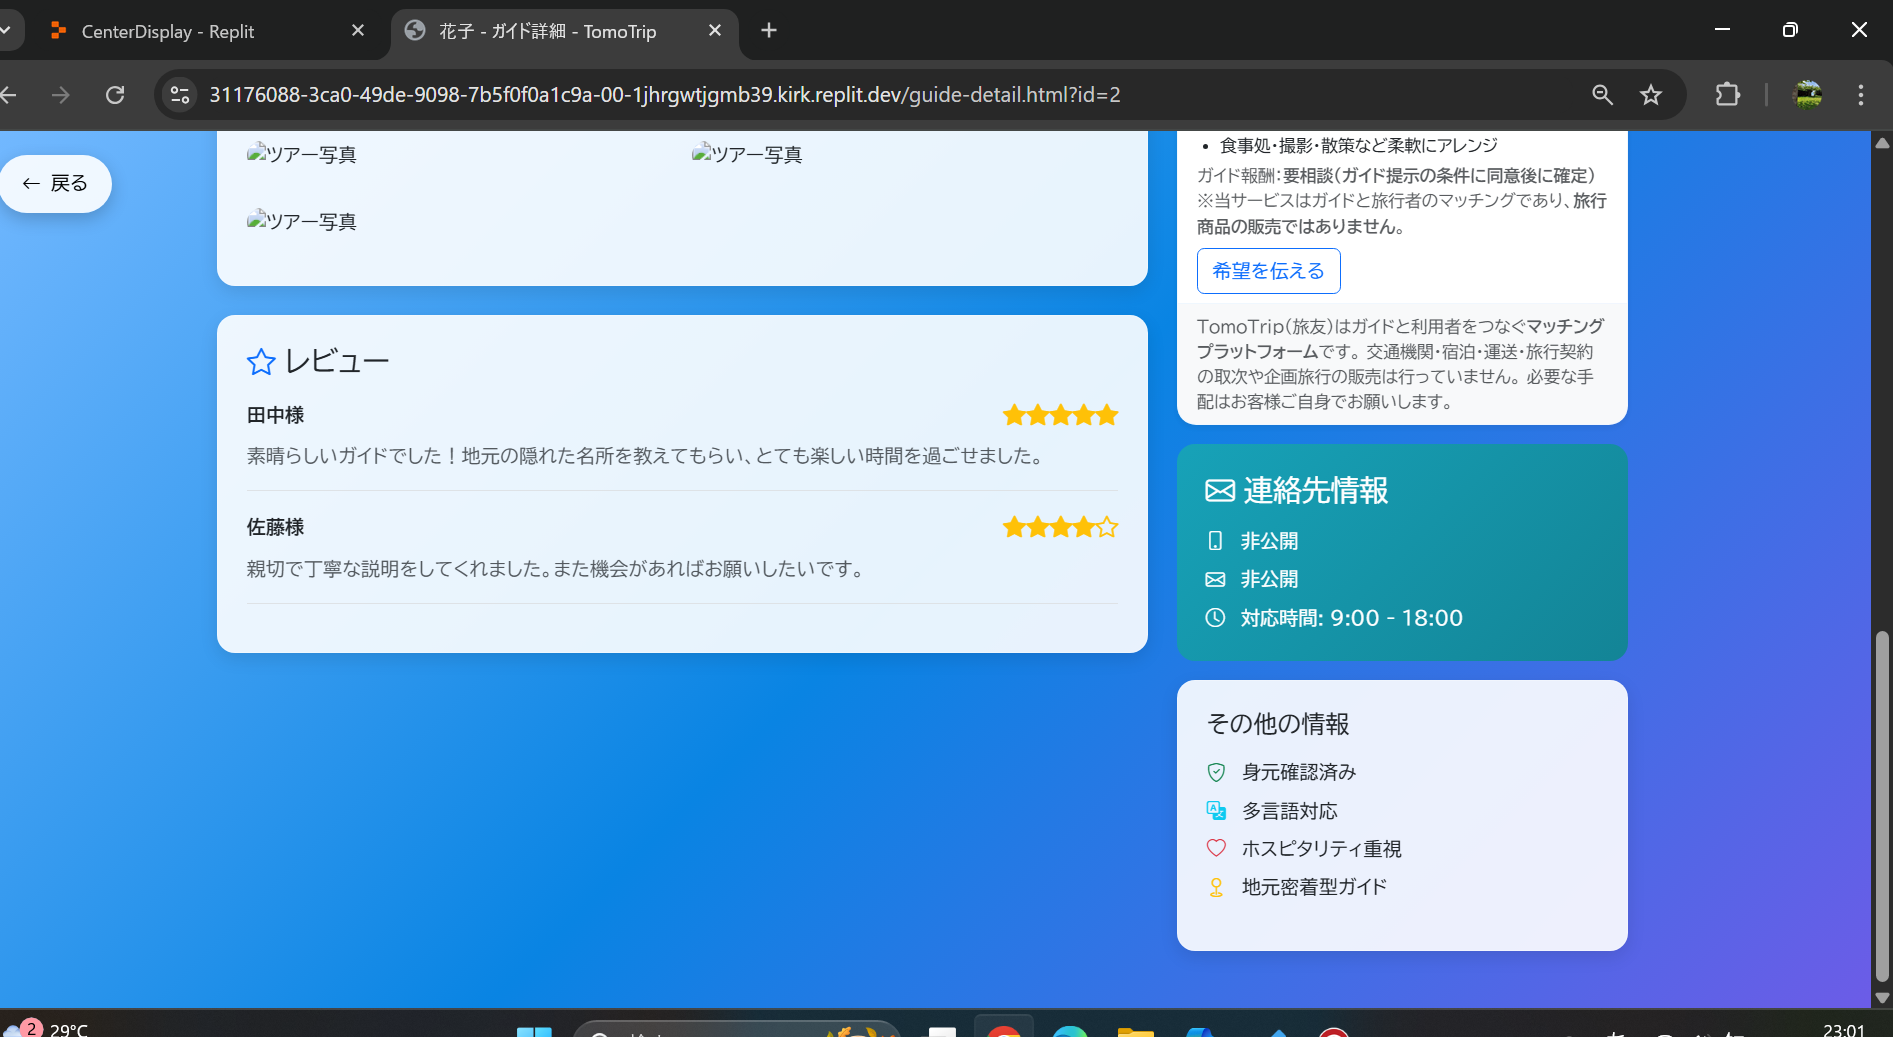 CenterDisplay - Replit
花子 - ガイド詳細 - TomoTrip
31176088-3ca0-49de-9098-7b5f0f0a1c9a-00-1jhrgwtjgmb39.kirk.replit.dev/guide-detail.html?id=2
← 戻る
ツアー写真
ツアー写真
ツアー写真
レビュー
田中様
素晴らしいガイドでした！地元の隠れた名所を教えてもらい、とても楽しい時間を過ごせました。
佐藤様
親切で丁寧な説明をしてくれました。また機会があればお願いしたいです。
• 食事処・撮影・散策など柔軟にアレンジ
ガイド報酬：要相談（ガイド提示の条件に同意後に確定）
※当サービスはガイドと旅行者のマッチングであり、旅行
商品の販売ではありません。
希望を伝える
TomoTrip（旅友）はガイドと利用者をつなぐマッチング
プラットフォームです。交通機関・宿泊・運送・旅行契約
の取次や企画旅行の販売は行っていません。必要な手
配はお客様ご自身でお願いします。
連絡先情報
非公開
非公開
対応時間: 9:00 - 18:00
その他の情報
身元確認済み
多言語対応
ホスピタリティ重視
地元密着型ガイド
2
29°C
23:01